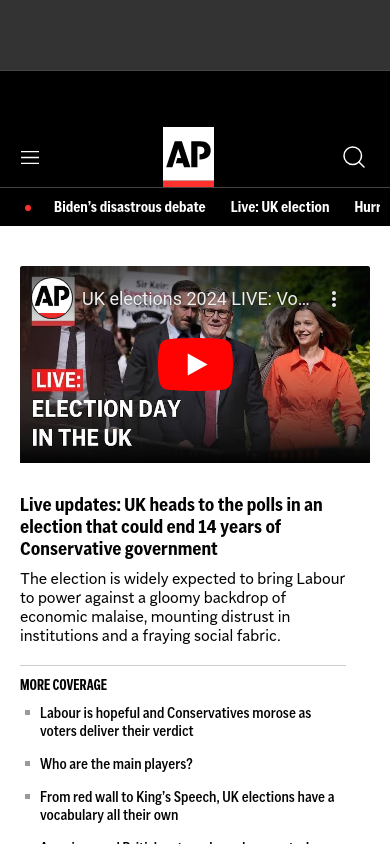 AP
Biden's disastrous debate Live: UK election Hurr
AP UK elections 2024 LIVE: Vo…
Sir Keir:
LIVE:
ELECTION DAY
IN THE UK
Live updates: UK heads to the polls in an
election that could end 14 years of
Conservative government
The election is widely expected to bring Labour
to power against a gloomy backdrop of
economic malaise, mounting distrust in
institutions and a fraying social fabric.
MORE COVERAGE
Labour is hopeful and Conservatives morose as
voters deliver their verdict
Who are the main players?
From red wall to King's Speech, UK elections have a
vocabulary all their own